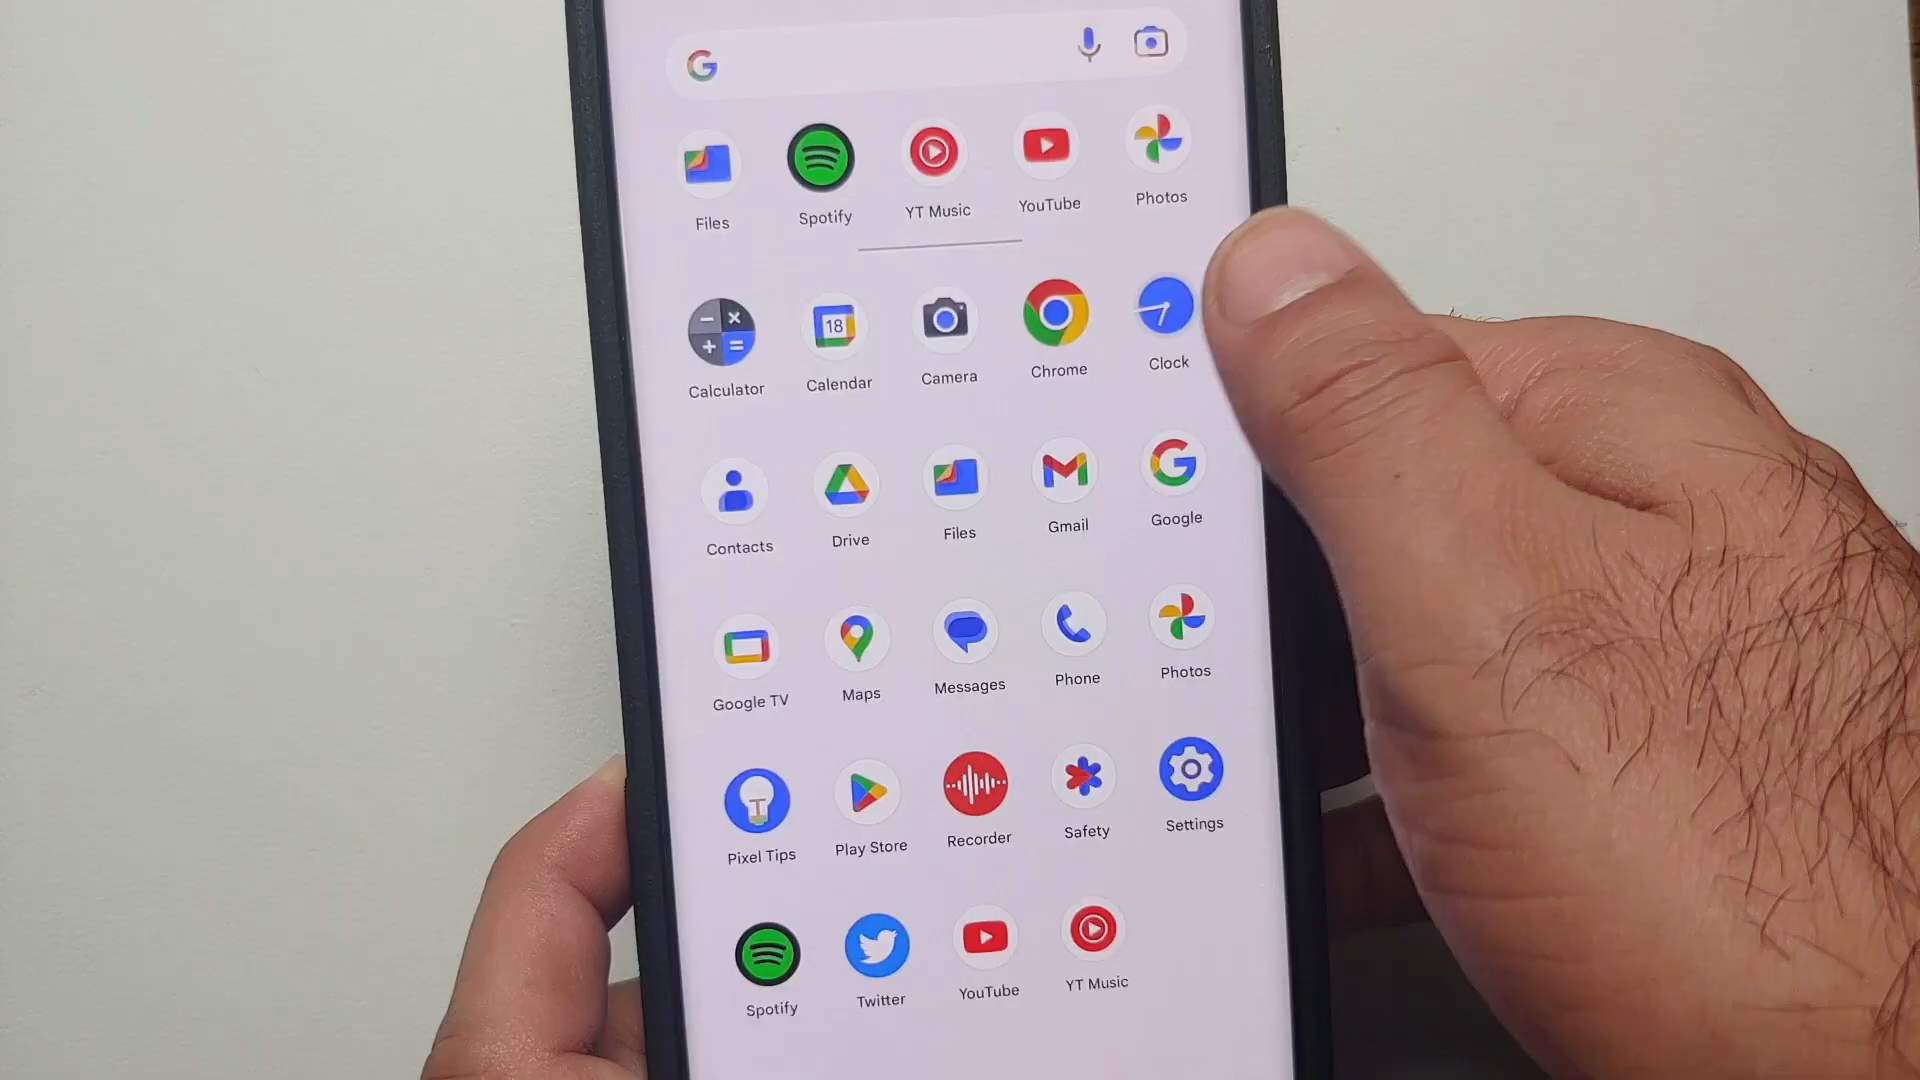 Files Spotify YT Music YouTube Photos
Calculator Calendar Camera Chrome Clock
18
Contacts Drive Files Gmail Google
Google TV Maps Messages Phone Photos
Pixel Tips Play Store Recorder Safety Settings
Spotify Twitter YouTube YT Music